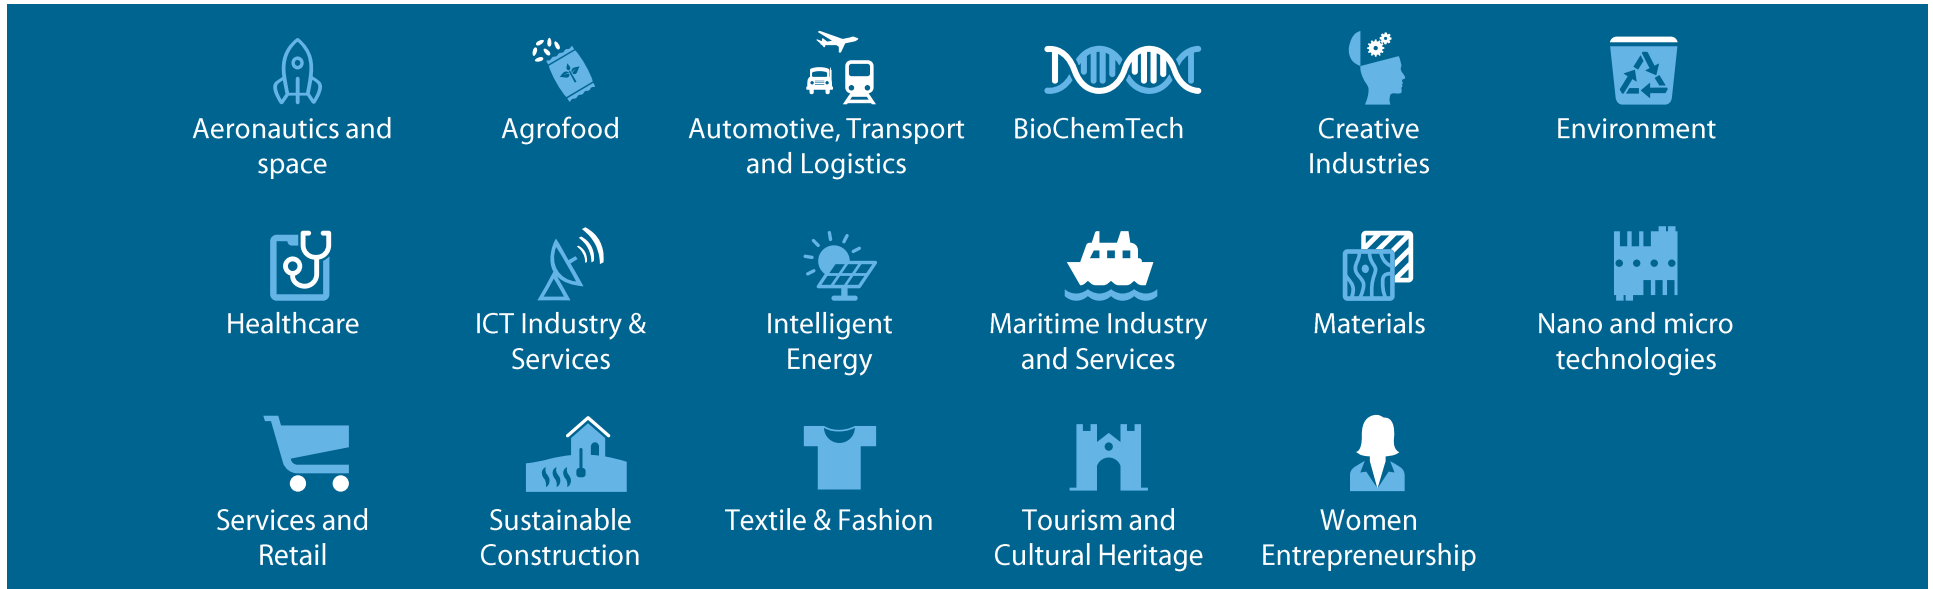 Aeronautics and
space
Agrofood
Automotive, Transport
and Logistics
BioChemTech
Creative
Industries
Environment
Healthcare
ICT Industry &
Services
Intelligent
Energy
Maritime Industry
and Services
Materials
Nano and micro
technologies
Services and
Retail
Sustainable
Construction
Textile & Fashion
Tourism and
Cultural Heritage
Women
Entrepreneurship